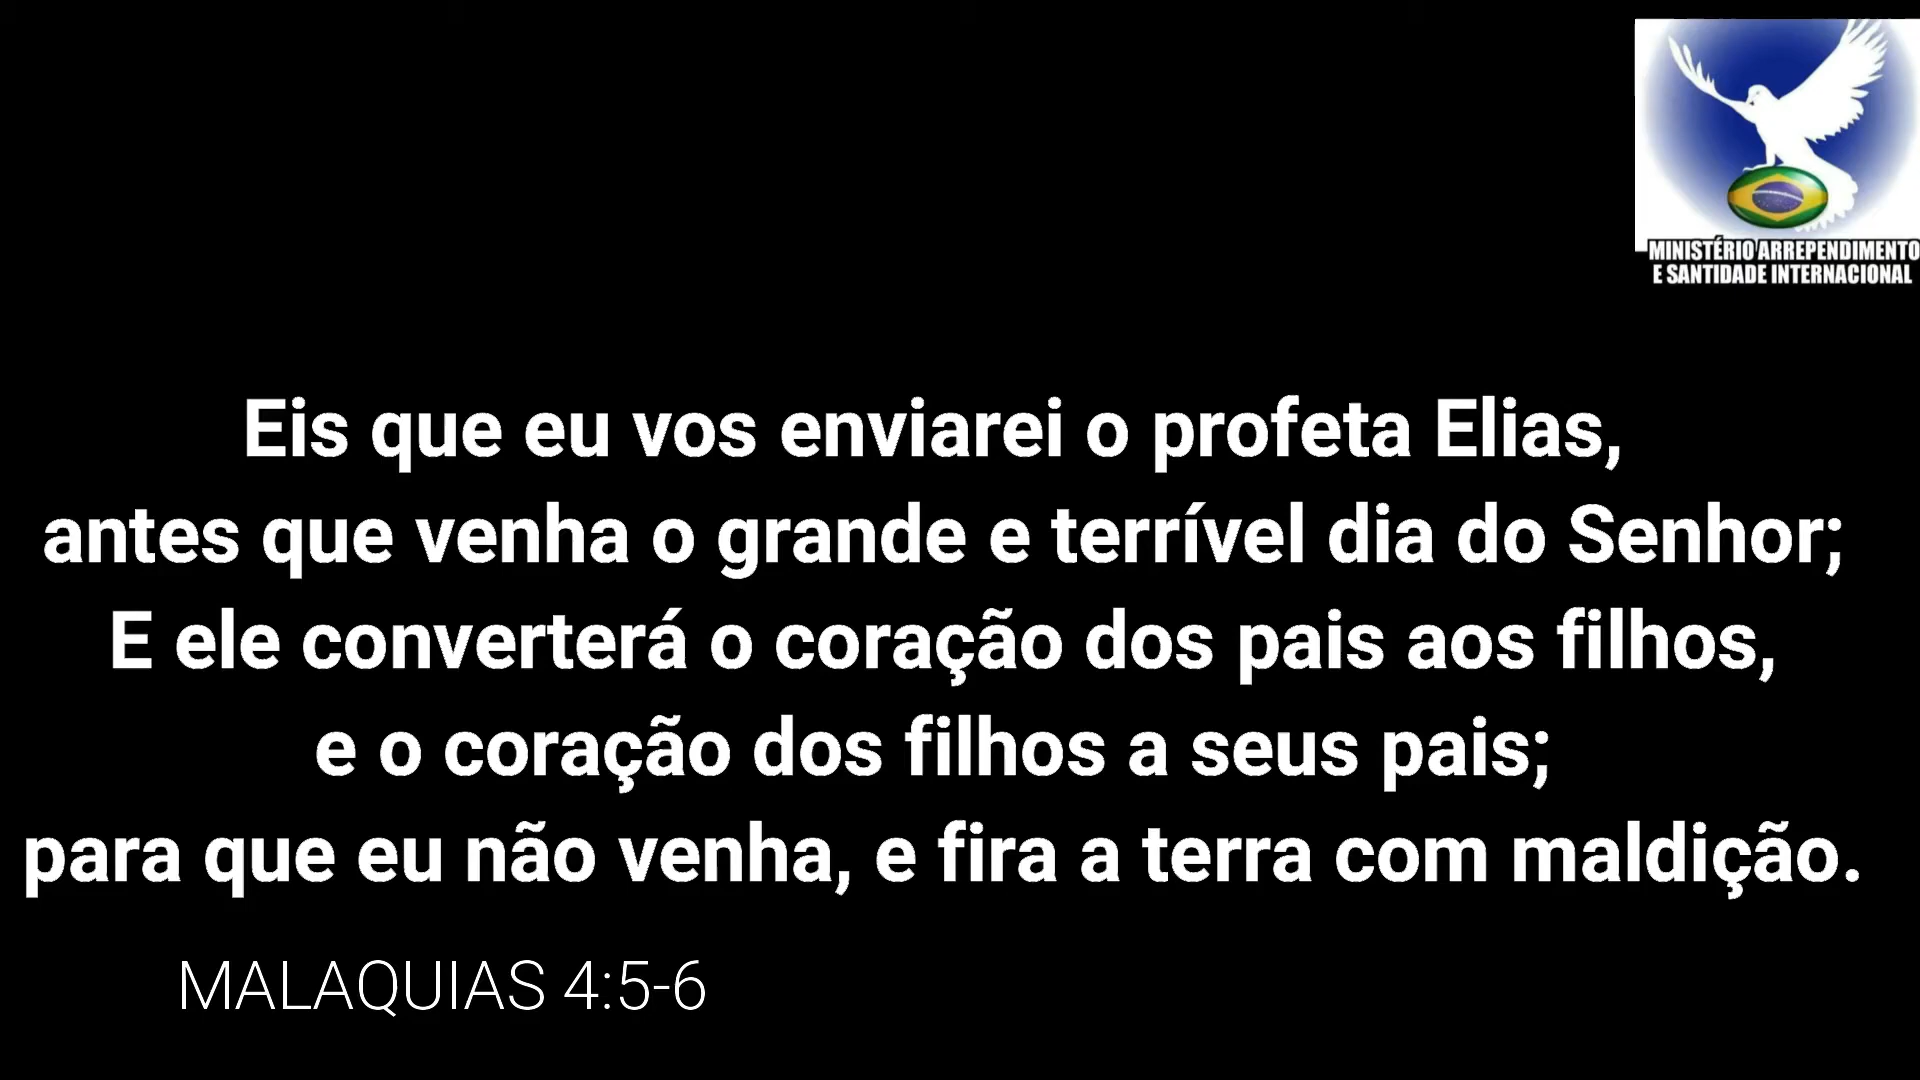 MINISTÉRIO ARREPENDIMENTO
E SANTIDADE INTERNACIONAL
Eis que eu vos enviarei o profeta Elias,
antes que venha o grande e terrível dia do Senhor;
E ele converterá o coração dos pais aos filhos,
e o coração dos filhos a seus pais;
para que eu não venha, e fira a terra com maldição.
MALAQUIAS 4:5-6